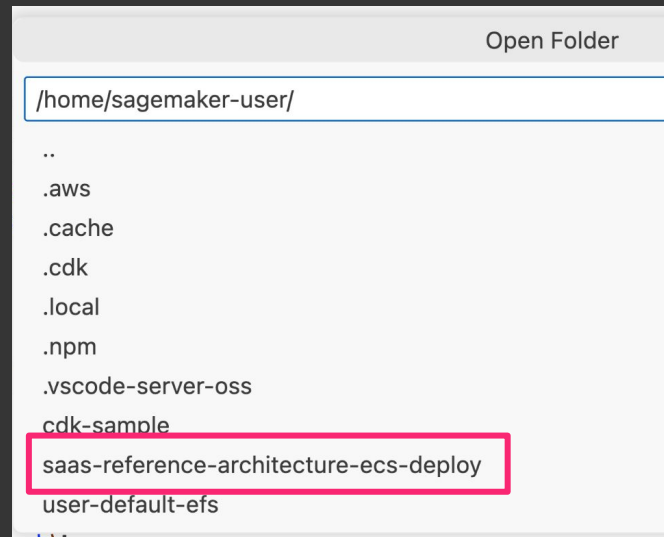 Open Folder
/home/sagemaker-user/
..
.aws
.cache
.cdk
.local
.npm
.vscode-server-oss
cdk-sample
saas-reference-architecture-ecs-deploy
user-default-efs